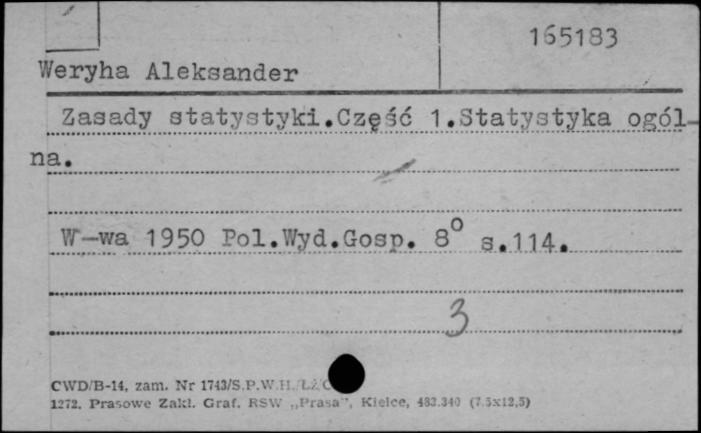 165183
Weryha Aleksander
Zasady statystyki.Część 1.Statystyka ogól-
na.
W-wa 1950 Pol.Wyd.Gosp. 8⁰ s.114.
3
CWD/B-14, zam. Nr 1743/S.P.W.H.
1272. Prasowe Zakł. Graf. RSW „Prasa”, Kielce, 483.340 (7.5x12,5)